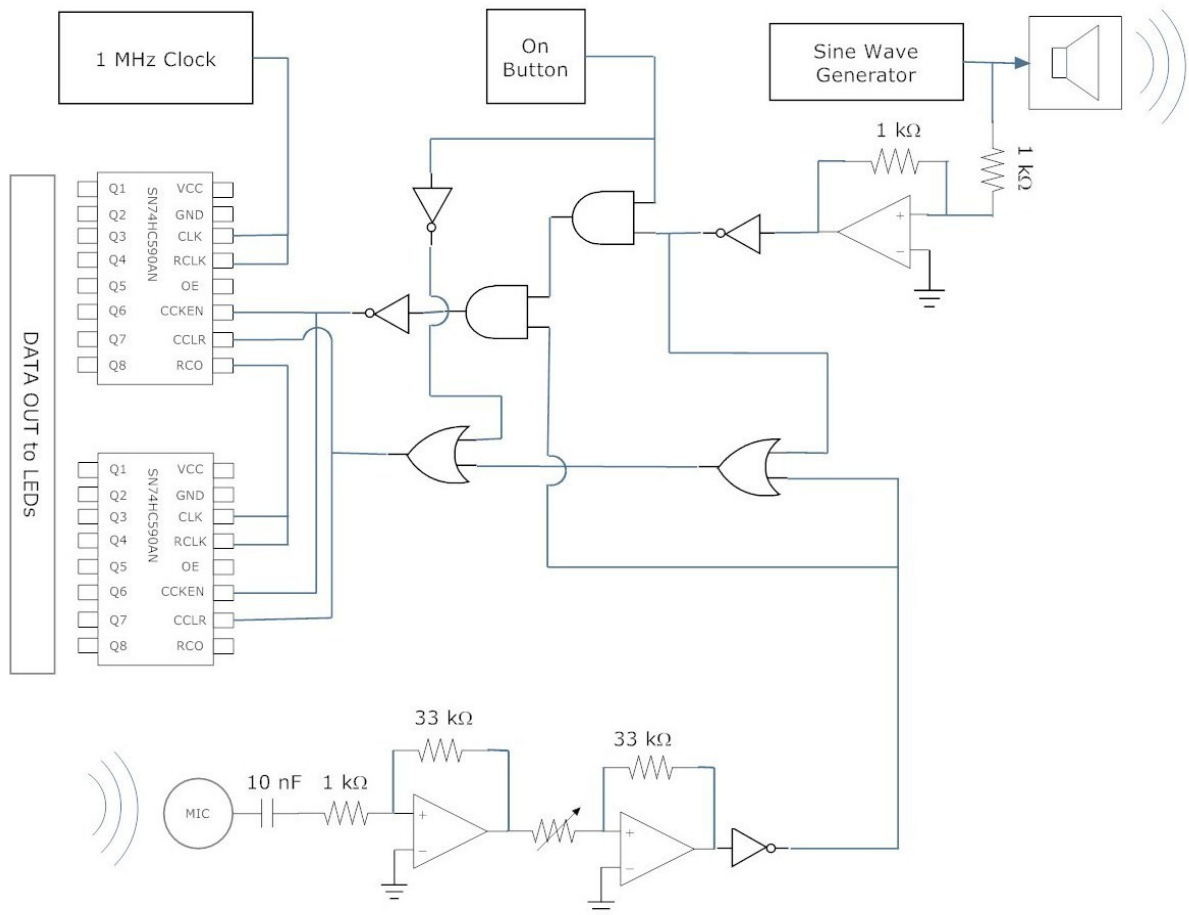 1 MHz Clock
On
Button
Sine Wave
Generator
1 kΩ
1 kΩ
+
−
DATA OUT to LEDs
SN74HC590AN
Q1 VCC
Q2 GND
Q3 CLK
Q4 RCLK
Q5 OE
Q6 CCKEN
Q7 CCLR
Q8 RCO
SN74HC590AN
Q1 VCC
Q2 GND
Q3 CLK
Q4 RCLK
Q5 OE
Q6 CCKEN
Q7 CCLR
Q8 RCO
MIC
10 nF
1 kΩ
33 kΩ
+
−
33 kΩ
+
−